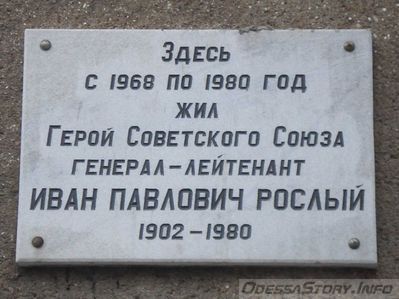 Здесь
с 1968 по 1980 год
жил
Герой Советского Союза
генерал-лейтенант
Иван Павлович Рослый
1902-1980
OdessaStory.Info